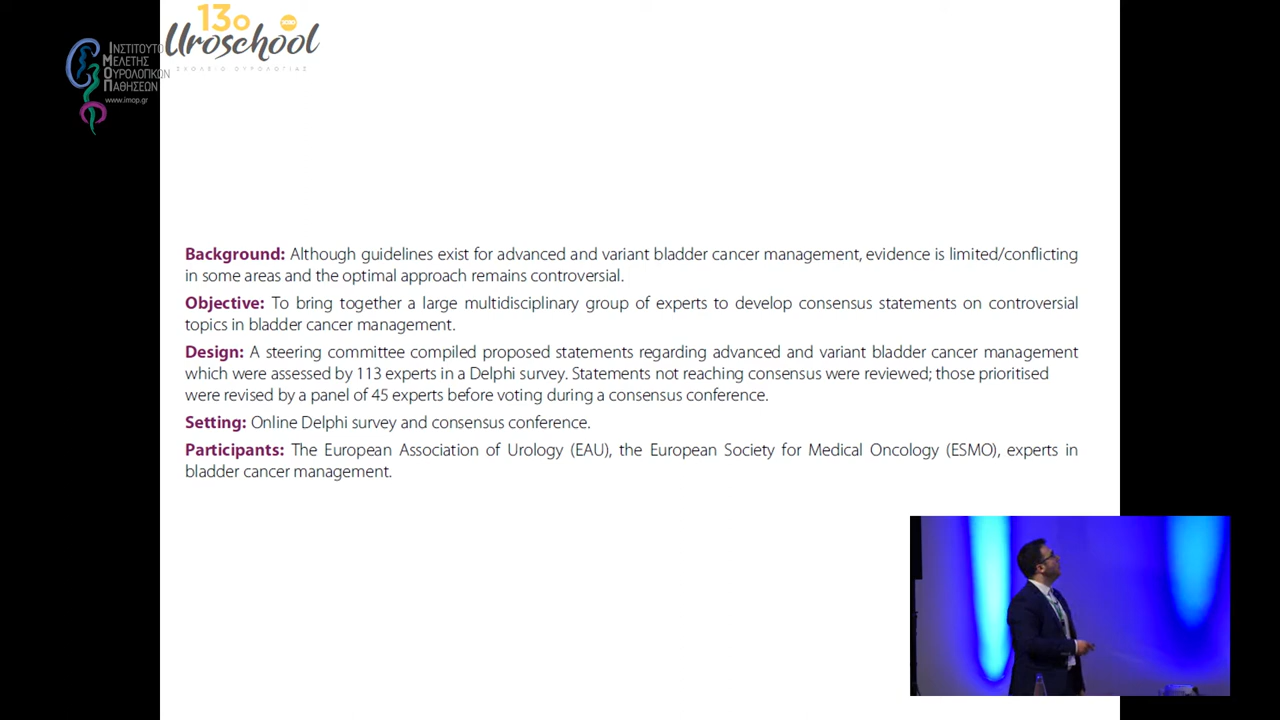 13ο
Uroschool
ΣΧΟΛΕΙΟ ΟΥΡΟΛΟΓΙΑΣ
ΙΝΣΤΙΤΟΥΤΟ
ΜΕΛΕΤΗΣ
ΟΥΡΟΛΟΓΙΚΩΝ
ΠΑΘΗΣΕΩΝ
www.imop.gr
Background: Although guidelines exist for advanced and variant bladder cancer management, evidence is limited/conflicting
in some areas and the optimal approach remains controversial.
Objective: To bring together a large multidisciplinary group of experts to develop consensus statements on controversial
topics in bladder cancer management.
Design: A steering committee compiled proposed statements regarding advanced and variant bladder cancer management
which were assessed by 113 experts in a Delphi survey. Statements not reaching consensus were reviewed; those prioritised
were revised by a panel of 45 experts before voting during a consensus conference.
Setting: Online Delphi survey and consensus conference.
Participants: The European Association of Urology (EAU), the European Society for Medical Oncology (ESMO), experts in
bladder cancer management.